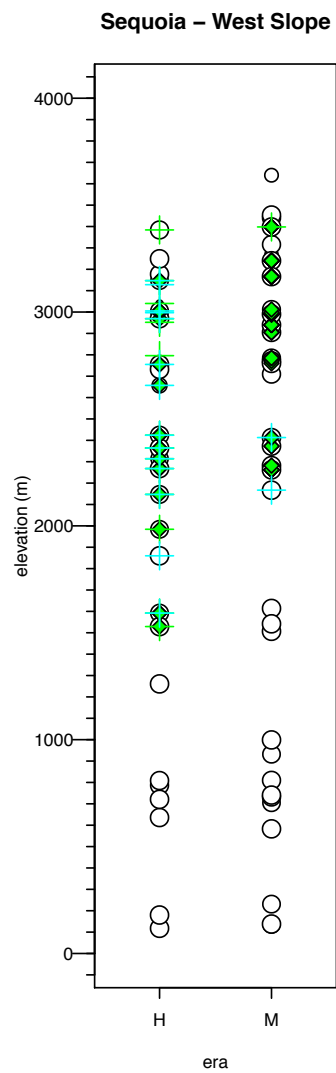 Sequoia – West Slope
4000
3000
2000
1000
0
elevation (m)
H M
era